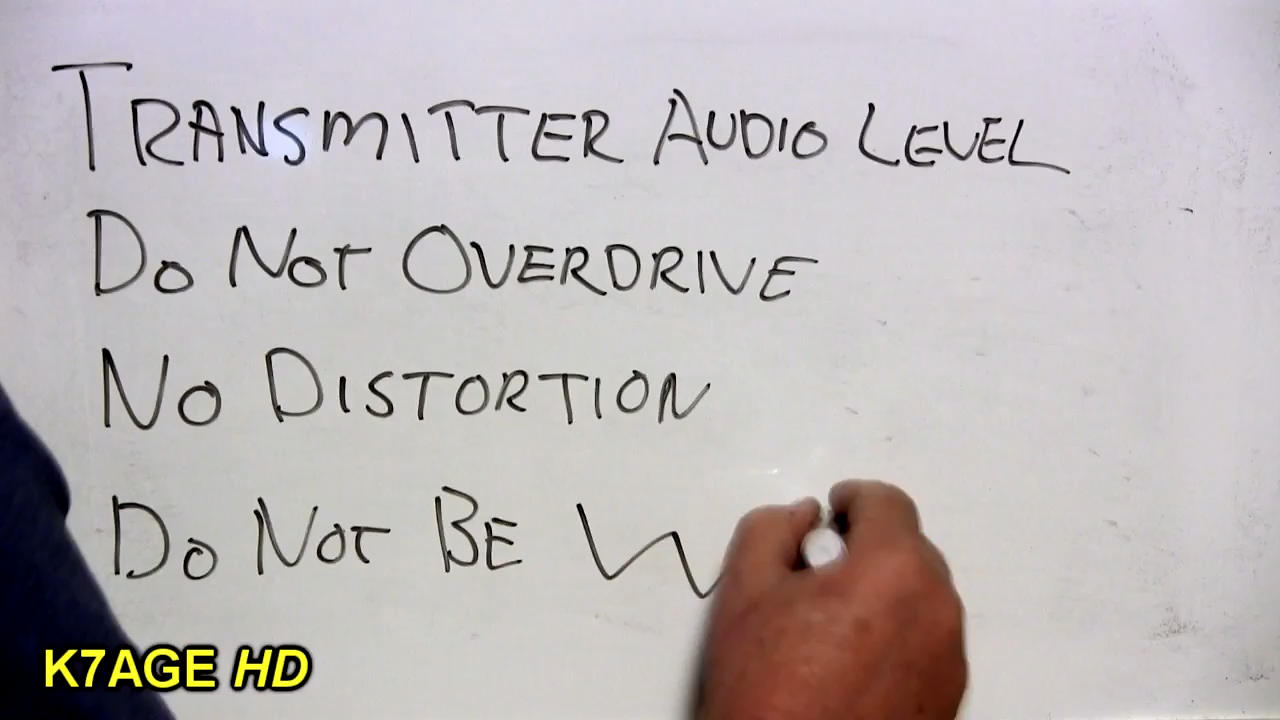 TRANSMITTER AUDIO LEVEL
DO NOT OVERDRIVE
NO DISTORTION
DO NOT BE W
K7AGE HD